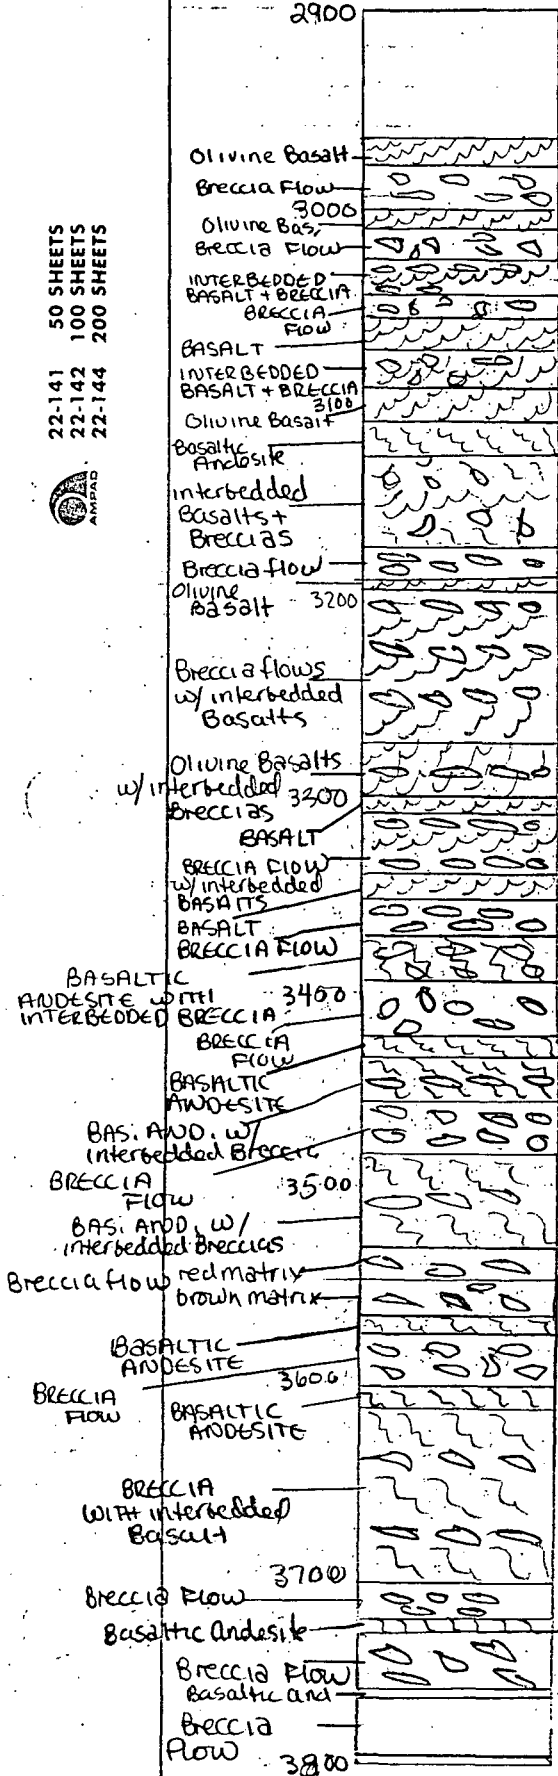 2900
Olivine Basalt
Breccia Flow
3000
Olivine Bas,
Breccia Flow
INTERBEDDED
BASALT + BRECCIA
BRECCIA
FLOW
BASALT
INTERBEDDED
BASALT + BRECCIA
3100
Olivine Basalt
Basaltic
Andesite
interbedded
Basalts +
Breccias
Breccia flow
Olivine
Basalt
3200
Breccia flows
w/ interbedded
Basalts
Olivine Basalts
w/ interbedded
Breccias
3300
BASALT
BRECCIA FLOW
w/ interbedded
BASALTS
BASALT
BRECCIA FLOW
BASALTIC
ANDESITE WITH
INTERBEDDED BRECCIA
3400
BRECCIA
FLOW
BASALTIC
ANDESITE
BAS. AND. W/
interbedded Breccia
BRECCIA
FLOW
3500
BAS. AND. W/
interbedded Breccias
Breccia flow red matrix
brown matrix
BASALTIC
ANDESITE
3600
BRECCIA
FLOW
BASALTIC
ANDESITE
BRECCIA
WITH interbedded
Basalt
3700
Breccia Flow
Basaltic Andesite
Breccia Flow
Basaltic And
Breccia
Flow
3800
22-141 50 SHEETS
22-142 100 SHEETS
22-144 200 SHEETS
AMPAD